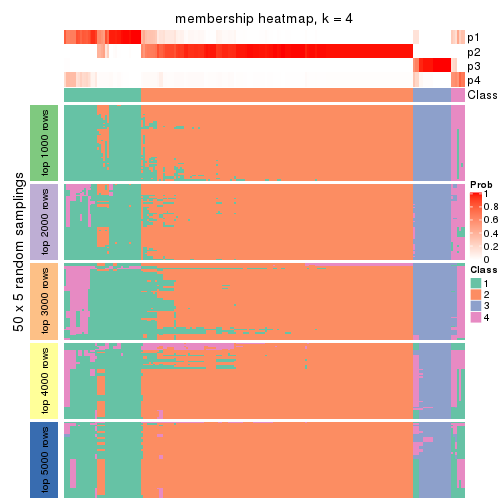 membership heatmap, k = 4
p1
p2
p3
p4
Class
50 x 5 random samplings
top 1000 rows
top 2000 rows
top 3000 rows
top 4000 rows
top 5000 rows
Prob
1
0.8
0.6
0.4
0.2
0
Class
1
2
3
4